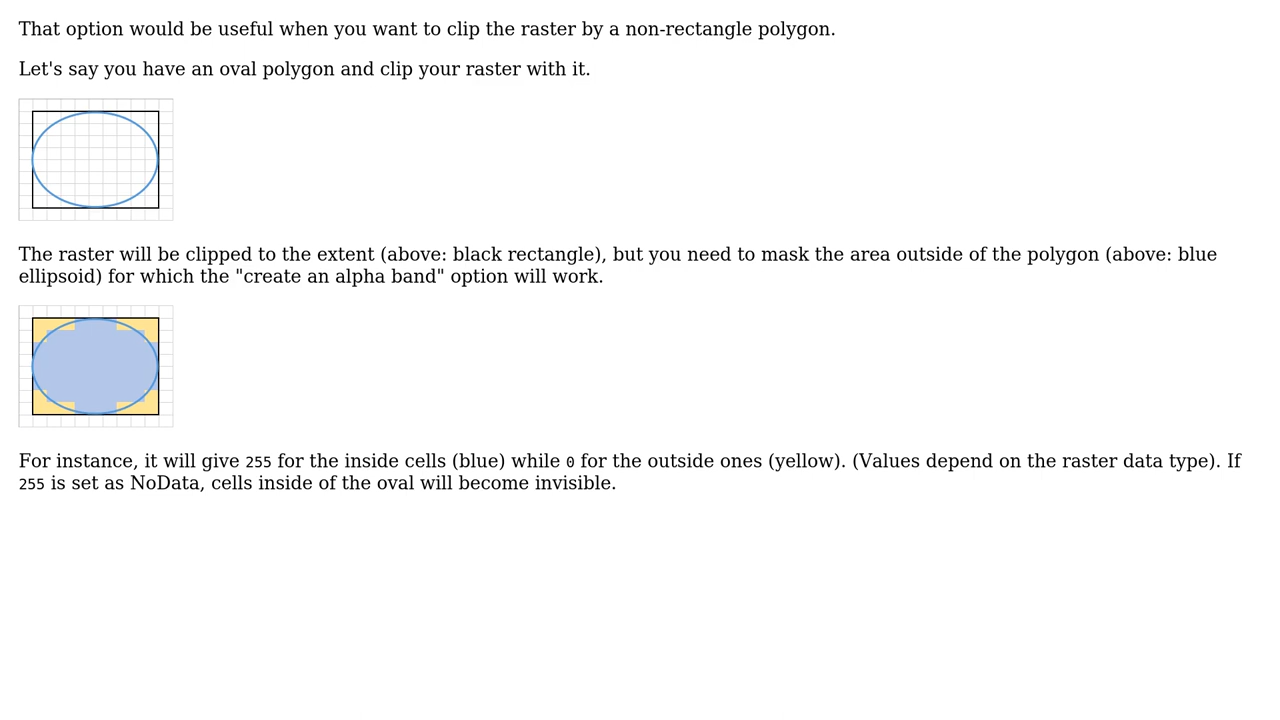 That option would be useful when you want to clip the raster by a non-rectangle polygon.
Let's say you have an oval polygon and clip your raster with it.
The raster will be clipped to the extent (above: black rectangle), but you need to mask the area outside of the polygon (above: blue
ellipsoid) for which the "create an alpha band" option will work.
For instance, it will give 255 for the inside cells (blue) while 0 for the outside ones (yellow). (Values depend on the raster data type). If
255 is set as NoData, cells inside of the oval will become invisible.